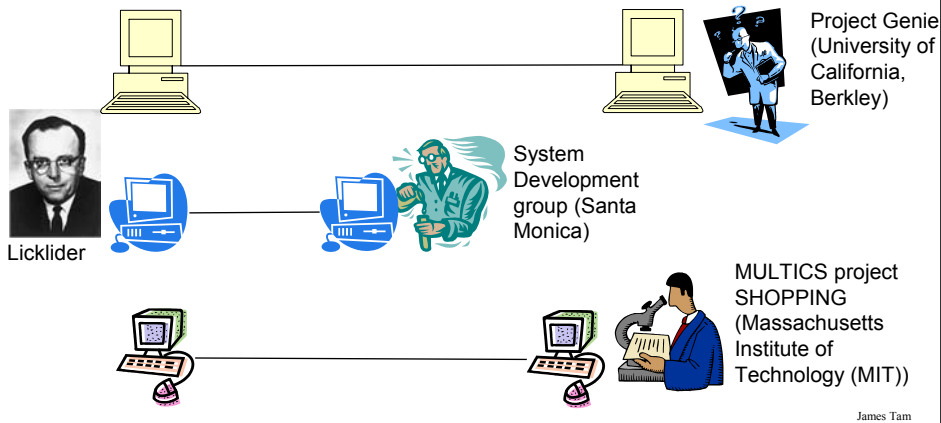 Project Genie
(University of
California,
Berkley)
Licklider
System
Development
group (Santa
Monica)
MULTICS project
SHOPPING
(Massachusetts
Institute of
Technology (MIT))
James Tam